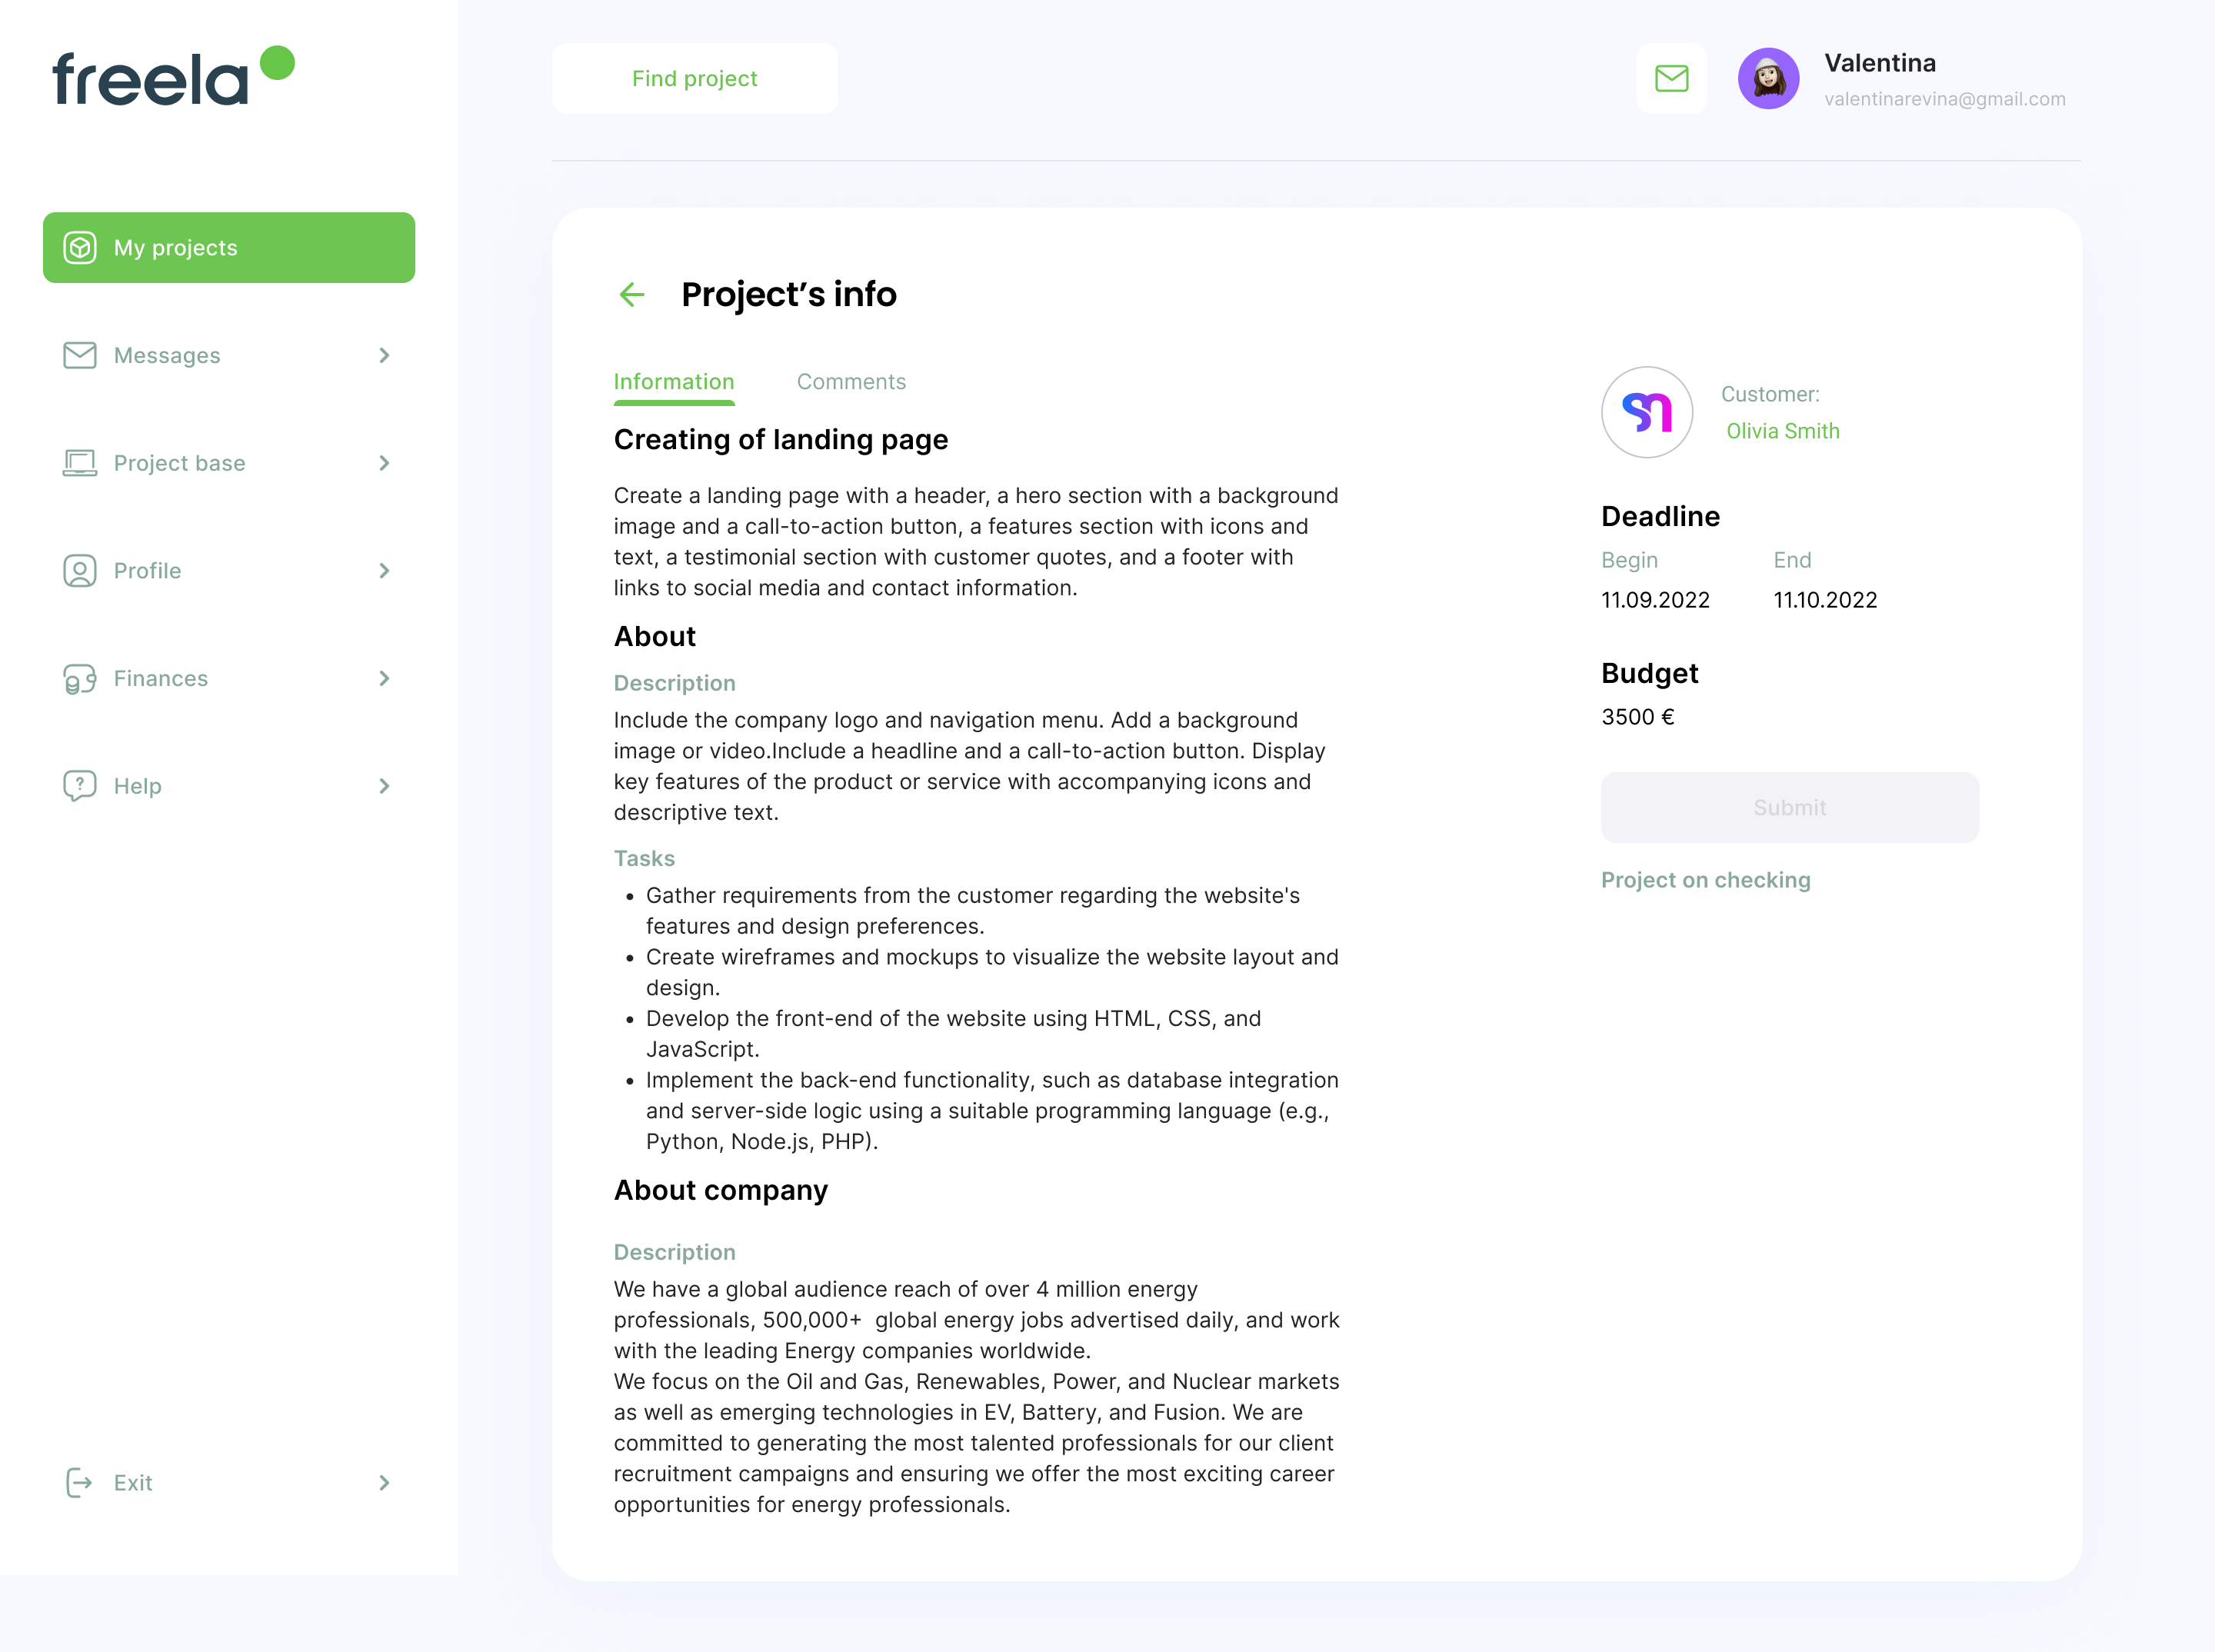 freela
Find project
Valentina
valentinarevina@gmail.com
My projects
Messages
Project base
Profile
Finances
Help
Exit
Project’s info
Information
Comments
Creating of landing page
Create a landing page with a header, a hero section with a background
image and a call-to-action button, a features section with icons and
text, a testimonial section with customer quotes, and a footer with
links to social media and contact information.
About
Description
Include the company logo and navigation menu. Add a background
image or video.Include a headline and a call-to-action button. Display
key features of the product or service with accompanying icons and
descriptive text.
Tasks
• Gather requirements from the customer regarding the website's
features and design preferences.
• Create wireframes and mockups to visualize the website layout and
design.
• Develop the front-end of the website using HTML, CSS, and
JavaScript.
• Implement the back-end functionality, such as database integration
and server-side logic using a suitable programming language (e.g.,
Python, Node.js, PHP).
About company
Description
We have a global audience reach of over 4 million energy
professionals, 500,000+  global energy jobs advertised daily, and work
with the leading Energy companies worldwide.
We focus on the Oil and Gas, Renewables, Power, and Nuclear markets
as well as emerging technologies in EV, Battery, and Fusion. We are
committed to generating the most talented professionals for our client
recruitment campaigns and ensuring we offer the most exciting career
opportunities for energy professionals.
sn
Customer:
Olivia Smith
Deadline
Begin
End
11.09.2022
11.10.2022
Budget
3500 €
Submit
Project on checking